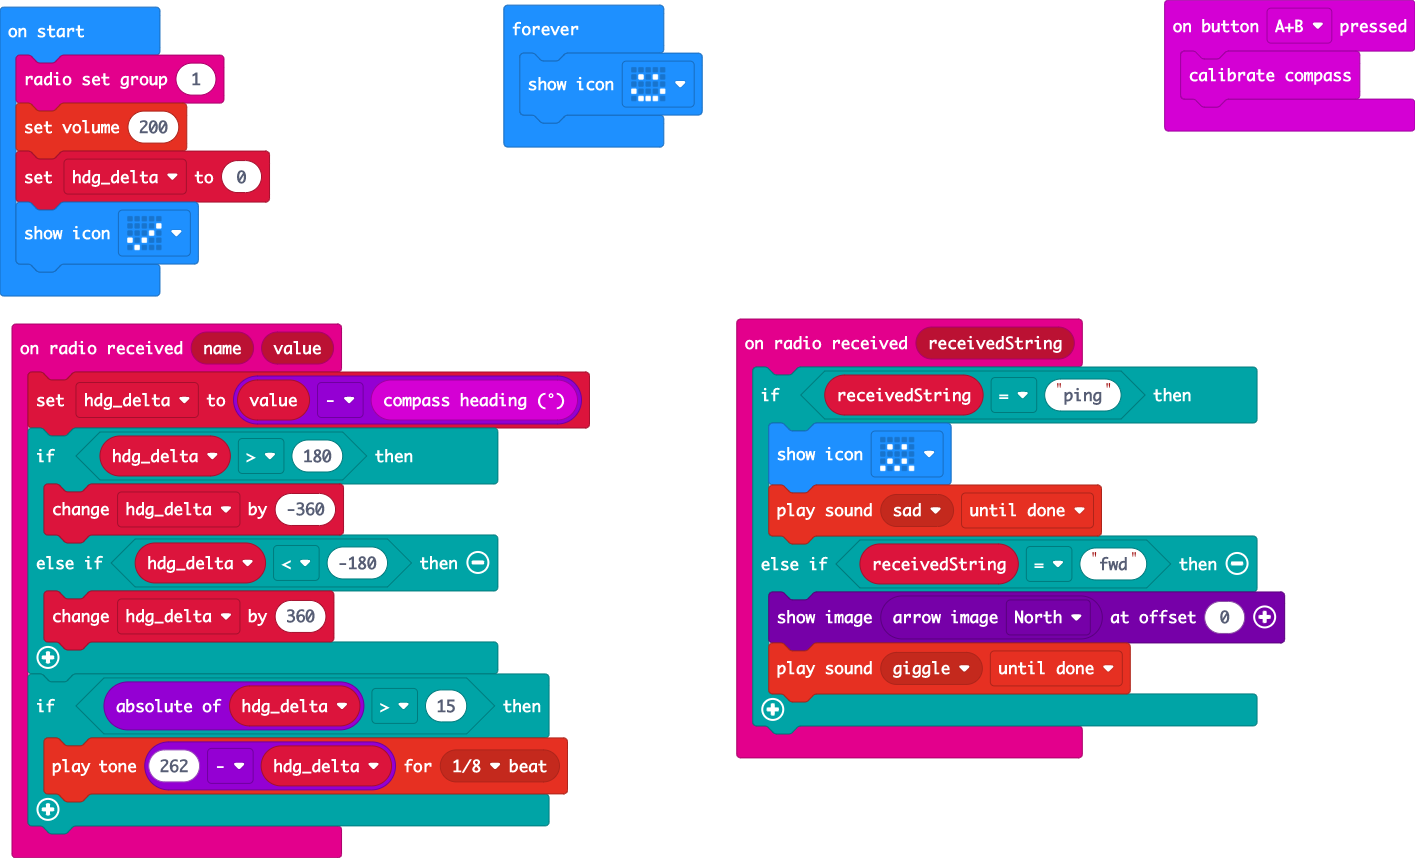 on start
radio set group 1
set volume 200
set hdg_delta to 0
show icon
forever
show icon
on button A+B pressed
calibrate compass
on radio received name value
set hdg_delta to value - compass heading (°)
if hdg_delta > 180 then
change hdg_delta by -360
else if hdg_delta < -180 then
change hdg_delta by 360
if absolute of hdg_delta > 15 then
play tone 262 - hdg_delta for 1/8 beat
on radio received receivedString
if receivedString = "ping" then
show icon
play sound sad until done
else if receivedString = "fwd" then
show image arrow image North at offset 0
play sound giggle until done